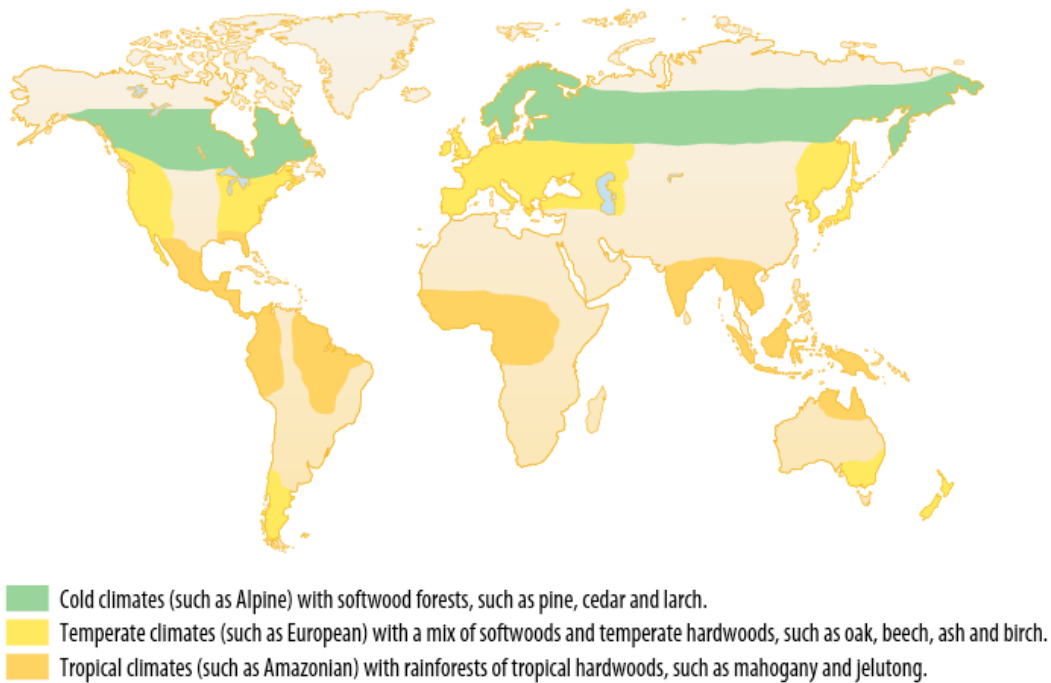 Cold climates (such as Alpine) with softwood forests, such as pine, cedar and larch.
Temperate climates (such as European) with a mix of softwoods and temperate hardwoods, such as oak, beech, ash and birch.
Tropical climates (such as Amazonian) with rainforests of tropical hardwoods, such as mahogany and jelutong.